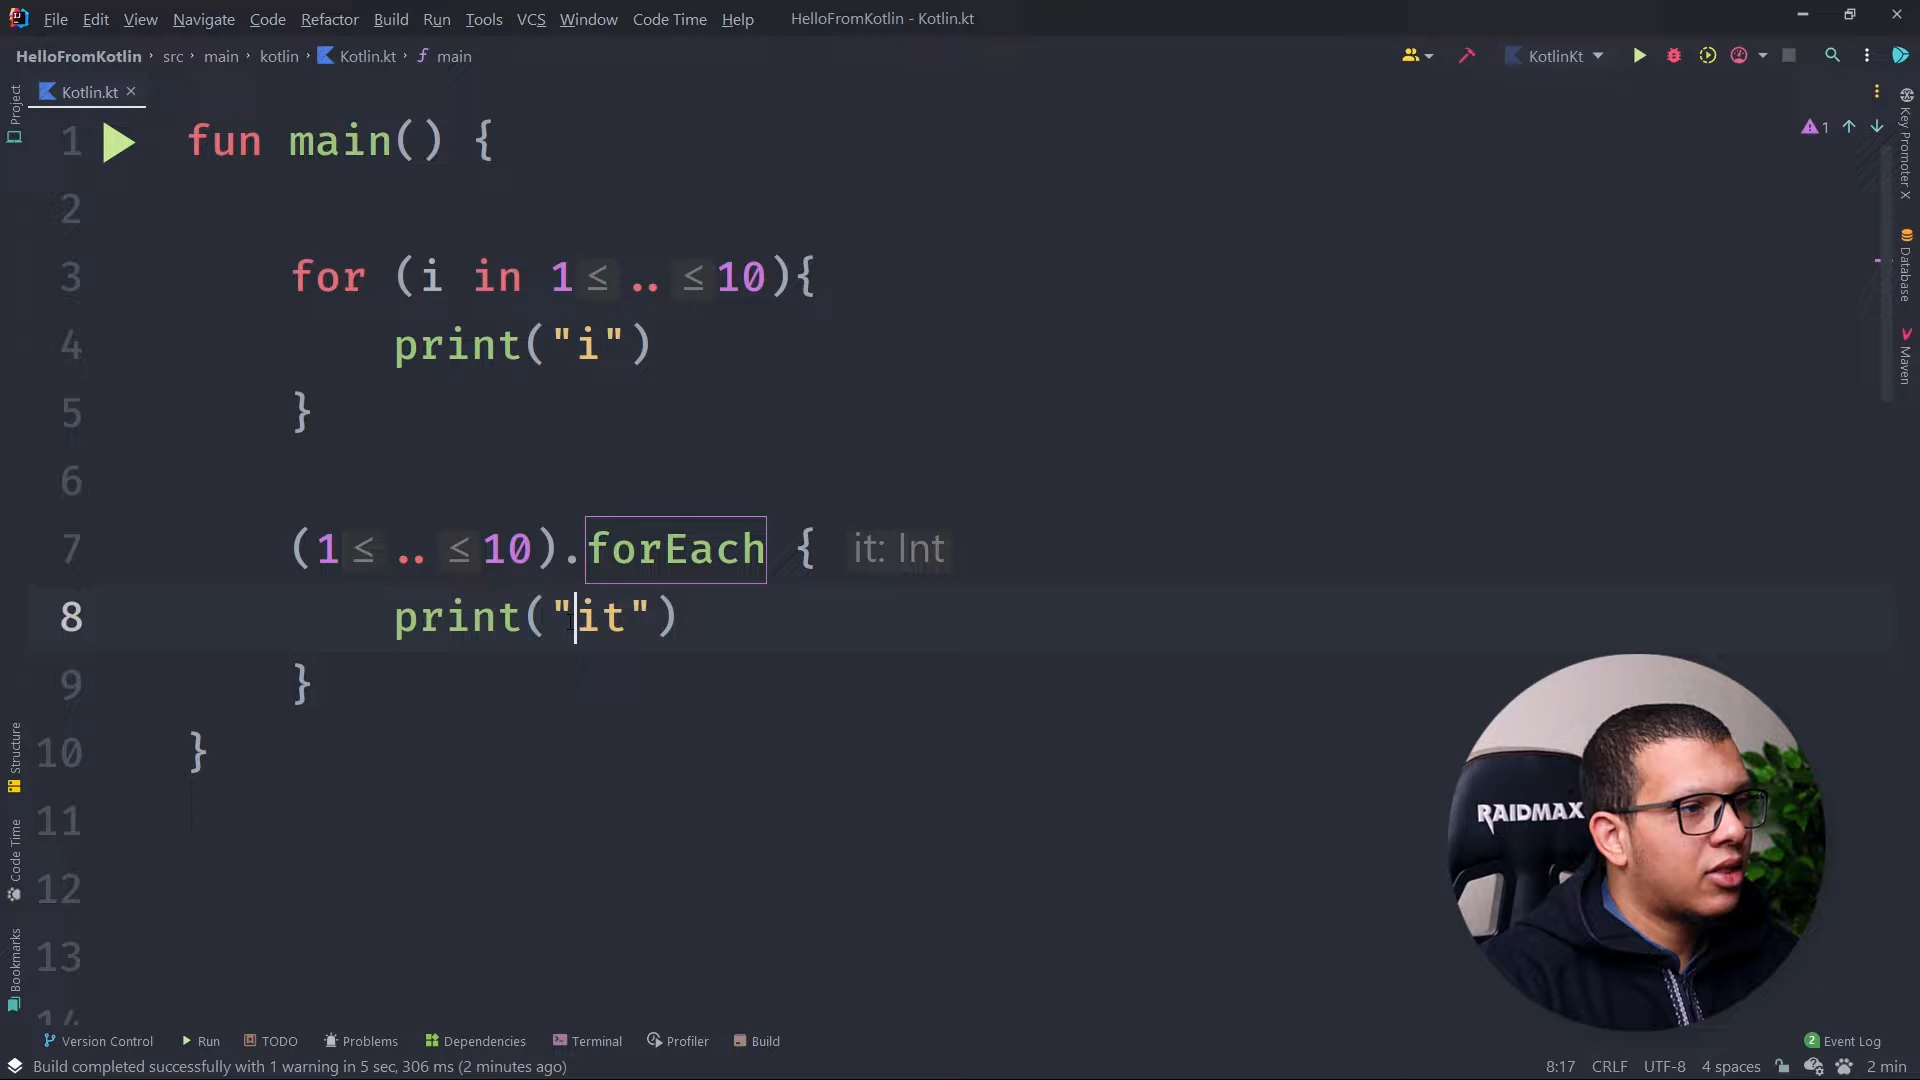 File Edit View Navigate Code Refactor Build Run Tools VCS Window Code Time Help HelloFromKotlin - Kotlin.kt
HelloFromKotlin › src › main › kotlin › Kotlin.kt › main KotlinKt
Kotlin.kt
1 fun main() {
2
3 for (i in 1 ≤ .. ≤ 10){
4 print("i")
5 }
6
7 (1 ≤ .. ≤ 10).forEach { it: Int
8 print("it")
9 }
10 }
11
12
13
14
1
Project
Structure
Code Time
Bookmarks
Key Promoter X
Database
Maven
RAIDMAX
Version Control Run TODO Problems Dependencies Terminal Profiler Build 2 Event Log
Build completed successfully with 1 warning in 5 sec, 306 ms (2 minutes ago) 8:17 CRLF UTF-8 4 spaces 2 min